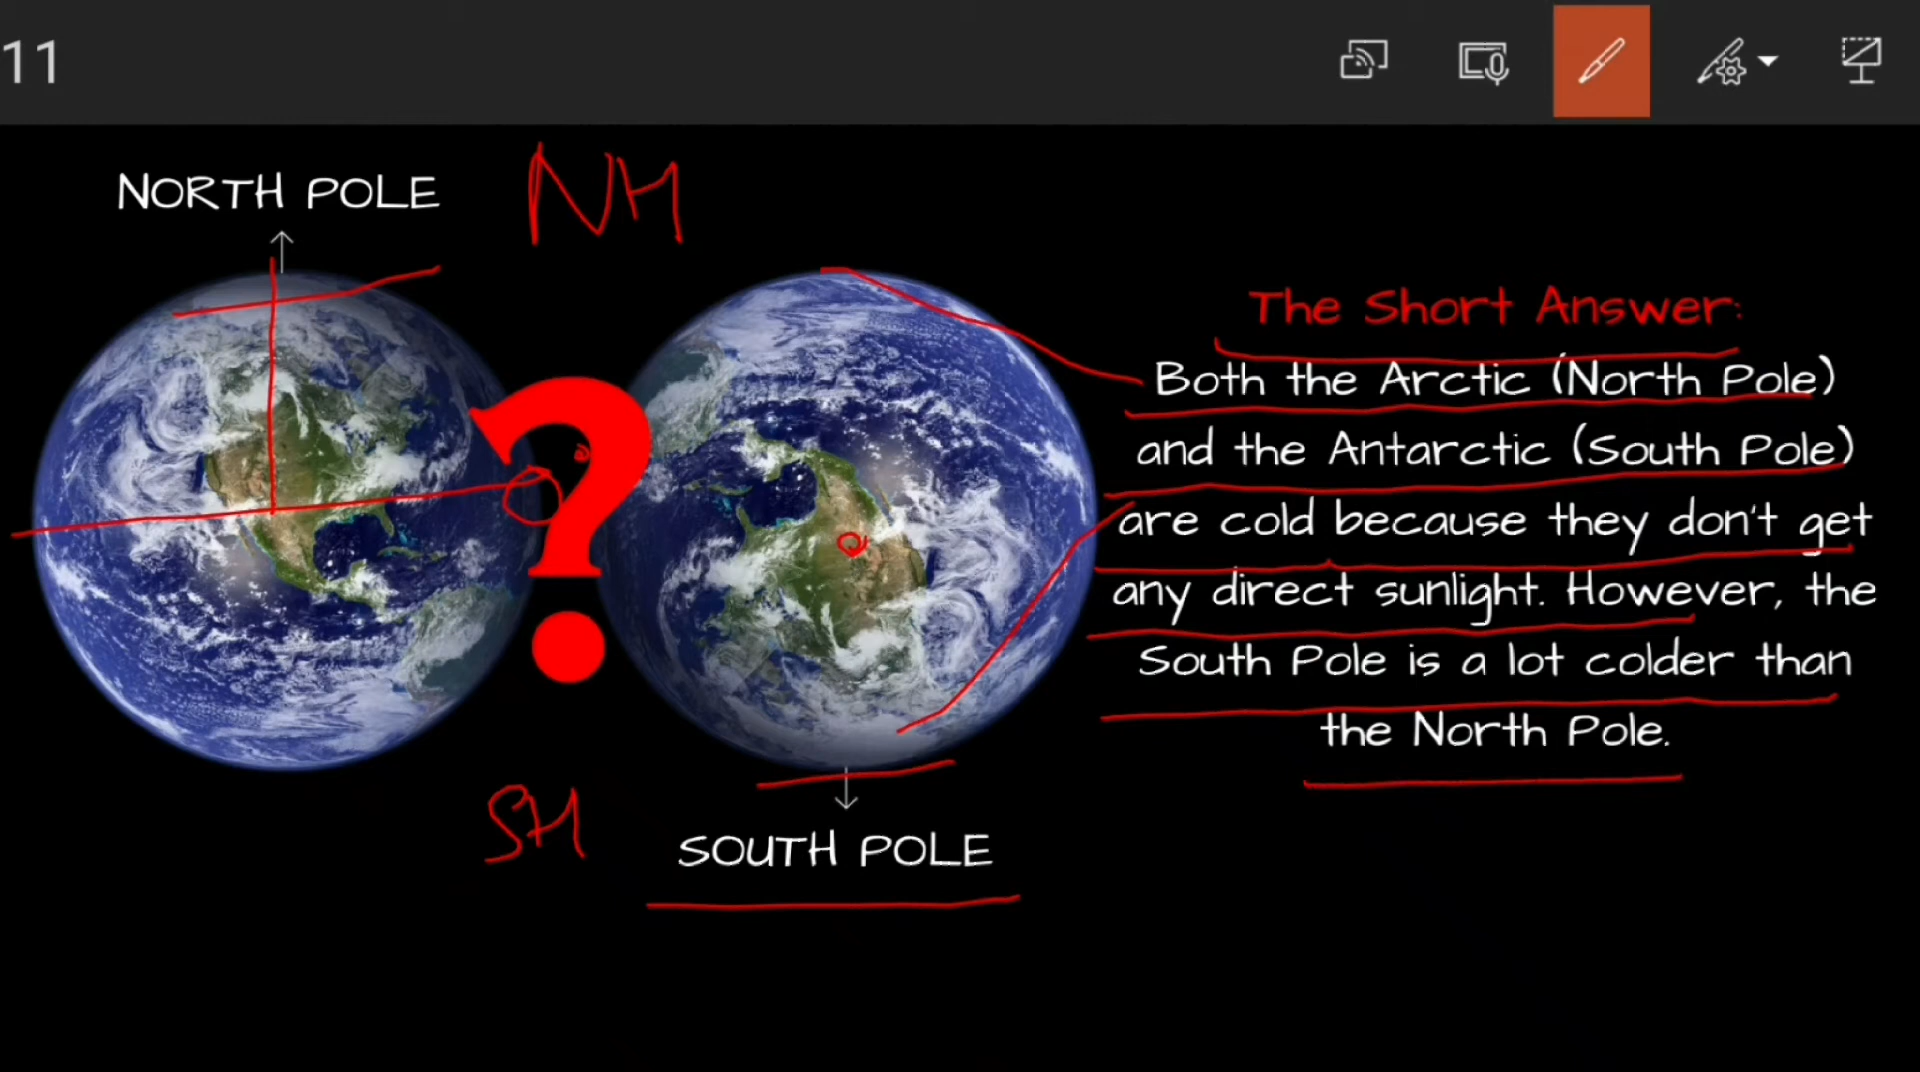 11
NORTH POLE
NH
The Short Answer:
Both the Arctic (North Pole)
and the Antarctic (South Pole)
are cold because they don't get
any direct sunlight. However, the
South Pole is a lot colder than
the North Pole.
?
SH
SOUTH POLE